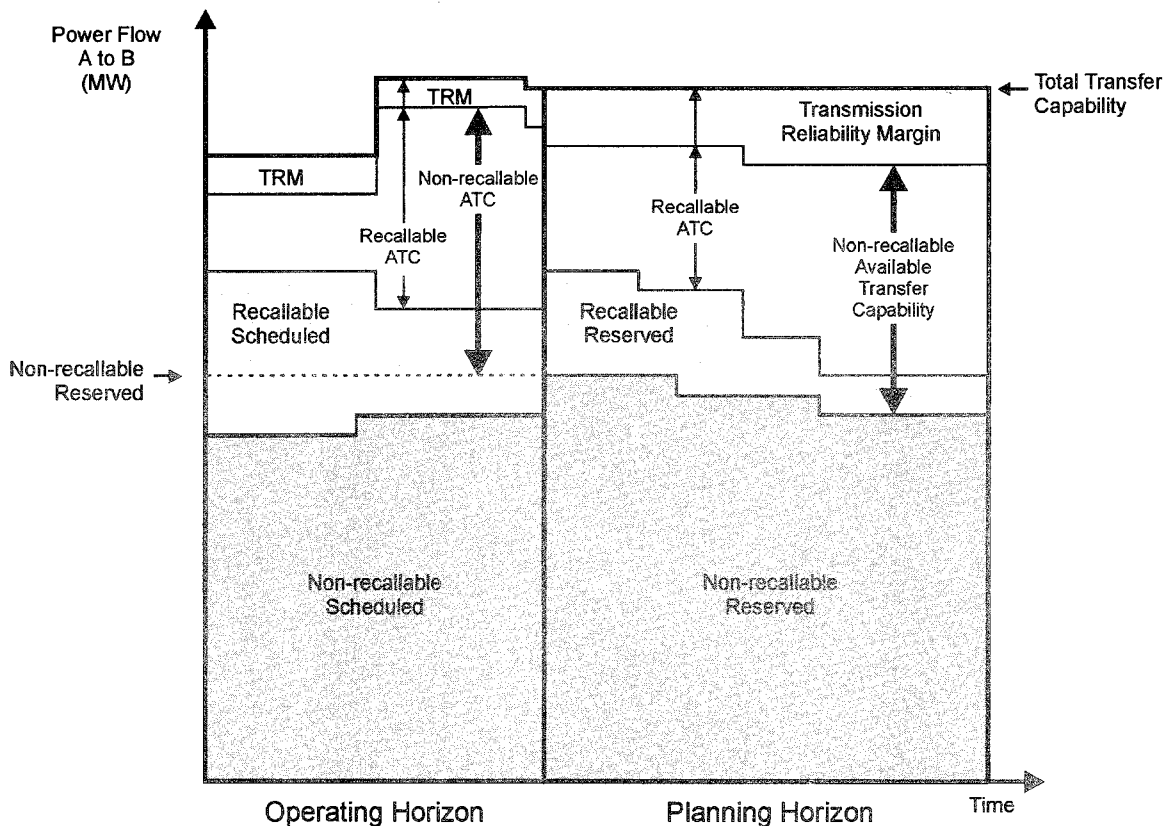 Power Flow
A to B
(MW)
TRM
Total Transfer
Capability
Transmission
Reliability Margin
TRM
Non-recallable
ATC
Recallable
ATC
Recallable
ATC
Non-recallable
Available
Transfer
Capability
Recallable
Scheduled
Recallable
Reserved
Non-recallable
Reserved
Non-recallable
Scheduled
Non-recallable
Reserved
Operating Horizon
Planning Horizon
Time